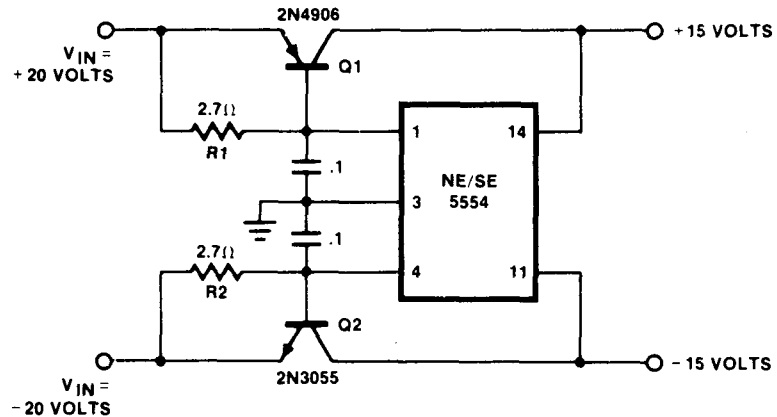 2N4906
V IN =
+ 20 VOLTS
+15 VOLTS
Q1
2.7Ω
R1
.1
1
14
NE/SE
5554
3
.1
2.7Ω
R2
4
11
Q2
2N3055
V IN =
− 20 VOLTS
− 15 VOLTS